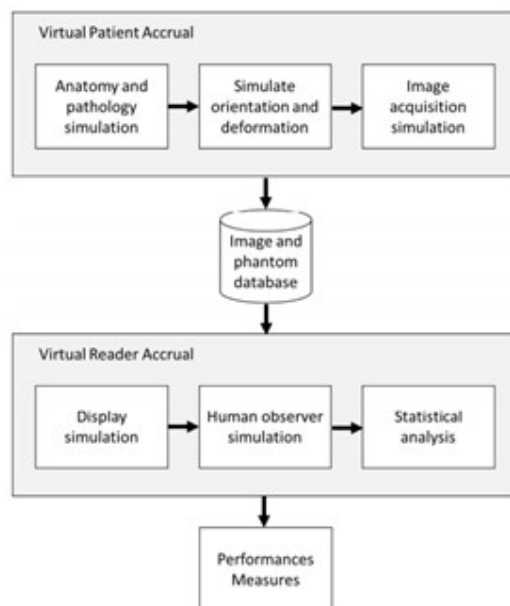 Virtual Patient Accrual
Anatomy and
pathology
simulation
Simulate
orientation and
deformation
Image
acquisition
simulation
Image and
phantom
database
Virtual Reader Accrual
Display
simulation
Human observer
simulation
Statistical
analysis
Performances
Measures